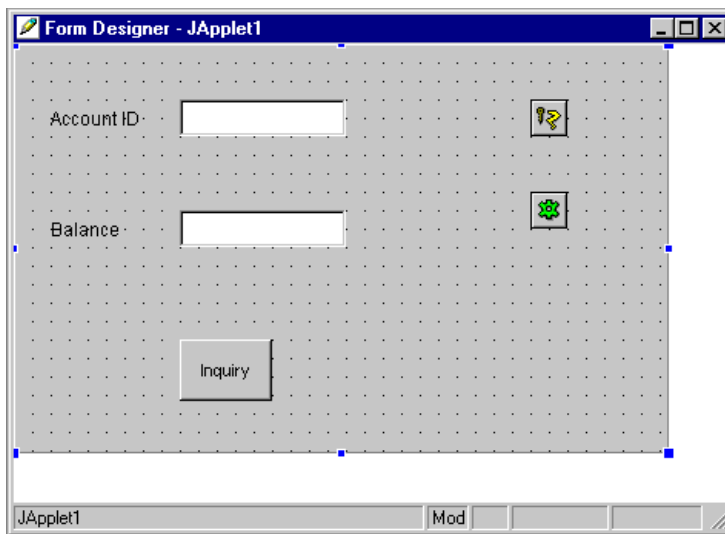 Form Designer - JApplet1
Account ID
Balance
Inquiry
JApplet1 Mod